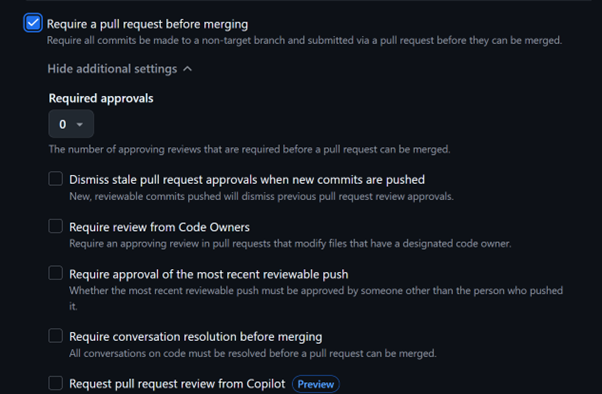 Require a pull request before merging
Require all commits be made to a non-target branch and submitted via a pull request before they can be merged.
Hide additional settings
Required approvals
0
The number of approving reviews that are required before a pull request can be merged.
Dismiss stale pull request approvals when new commits are pushed
New, reviewable commits pushed will dismiss previous pull request review approvals.
Require review from Code Owners
Require an approving review in pull requests that modify files that have a designated code owner.
Require approval of the most recent reviewable push
Whether the most recent reviewable push must be approved by someone other than the person who pushed
it.
Require conversation resolution before merging
All conversations on code must be resolved before a pull request can be merged.
Request pull request review from Copilot Preview